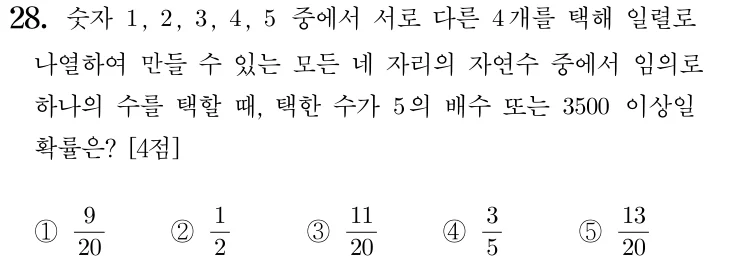 28. 숫자 1, 2, 3, 4, 5 중에서 서로 다른 4개를 택해 일렬로
나열하여 만들 수 있는 모든 네 자리의 자연수 중에서 임의로
하나의 수를 택할 때, 택한 수가 5의 배수 또는 3500 이상일
확률은? [4점]
① 9/20 ② 1/2 ③ 11/20 ④ 3/5 ⑤ 13/20